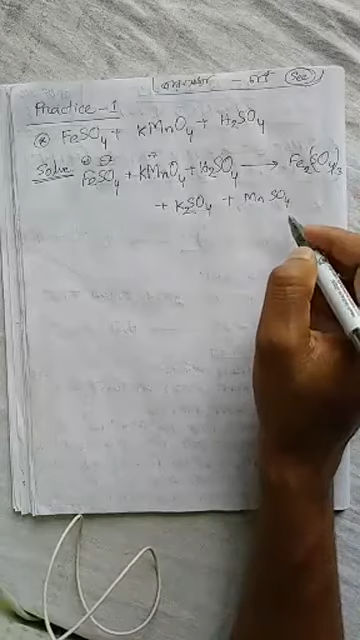 Practice-1
FeSO₄ + KMnO₄ + H₂SO₄
Solve FeSO₄ + KMnO₄ + H₂SO₄ → Fe₂(SO₄)₃
+ K₂SO₄ + MnSO₄